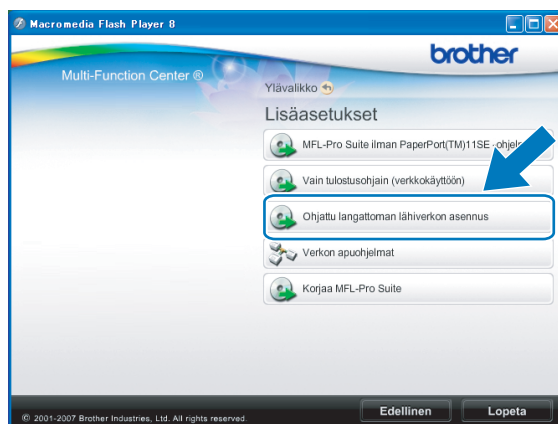 Macromedia Flash Player 8
brother
Multi-Function Center ®
Ylävalikko
Lisäasetukset
MFL-Pro Suite ilman PaperPort(TM)11SE -ohjel
Vain tulostusohjain (verkkokäyttöön)
Ohjattu langattoman lähiverkon asennus
Verkon apuohjelmat
Korjaa MFL-Pro Suite
© 2001-2007 Brother Industries, Ltd. All rights reserved.
Edellinen
Lopeta